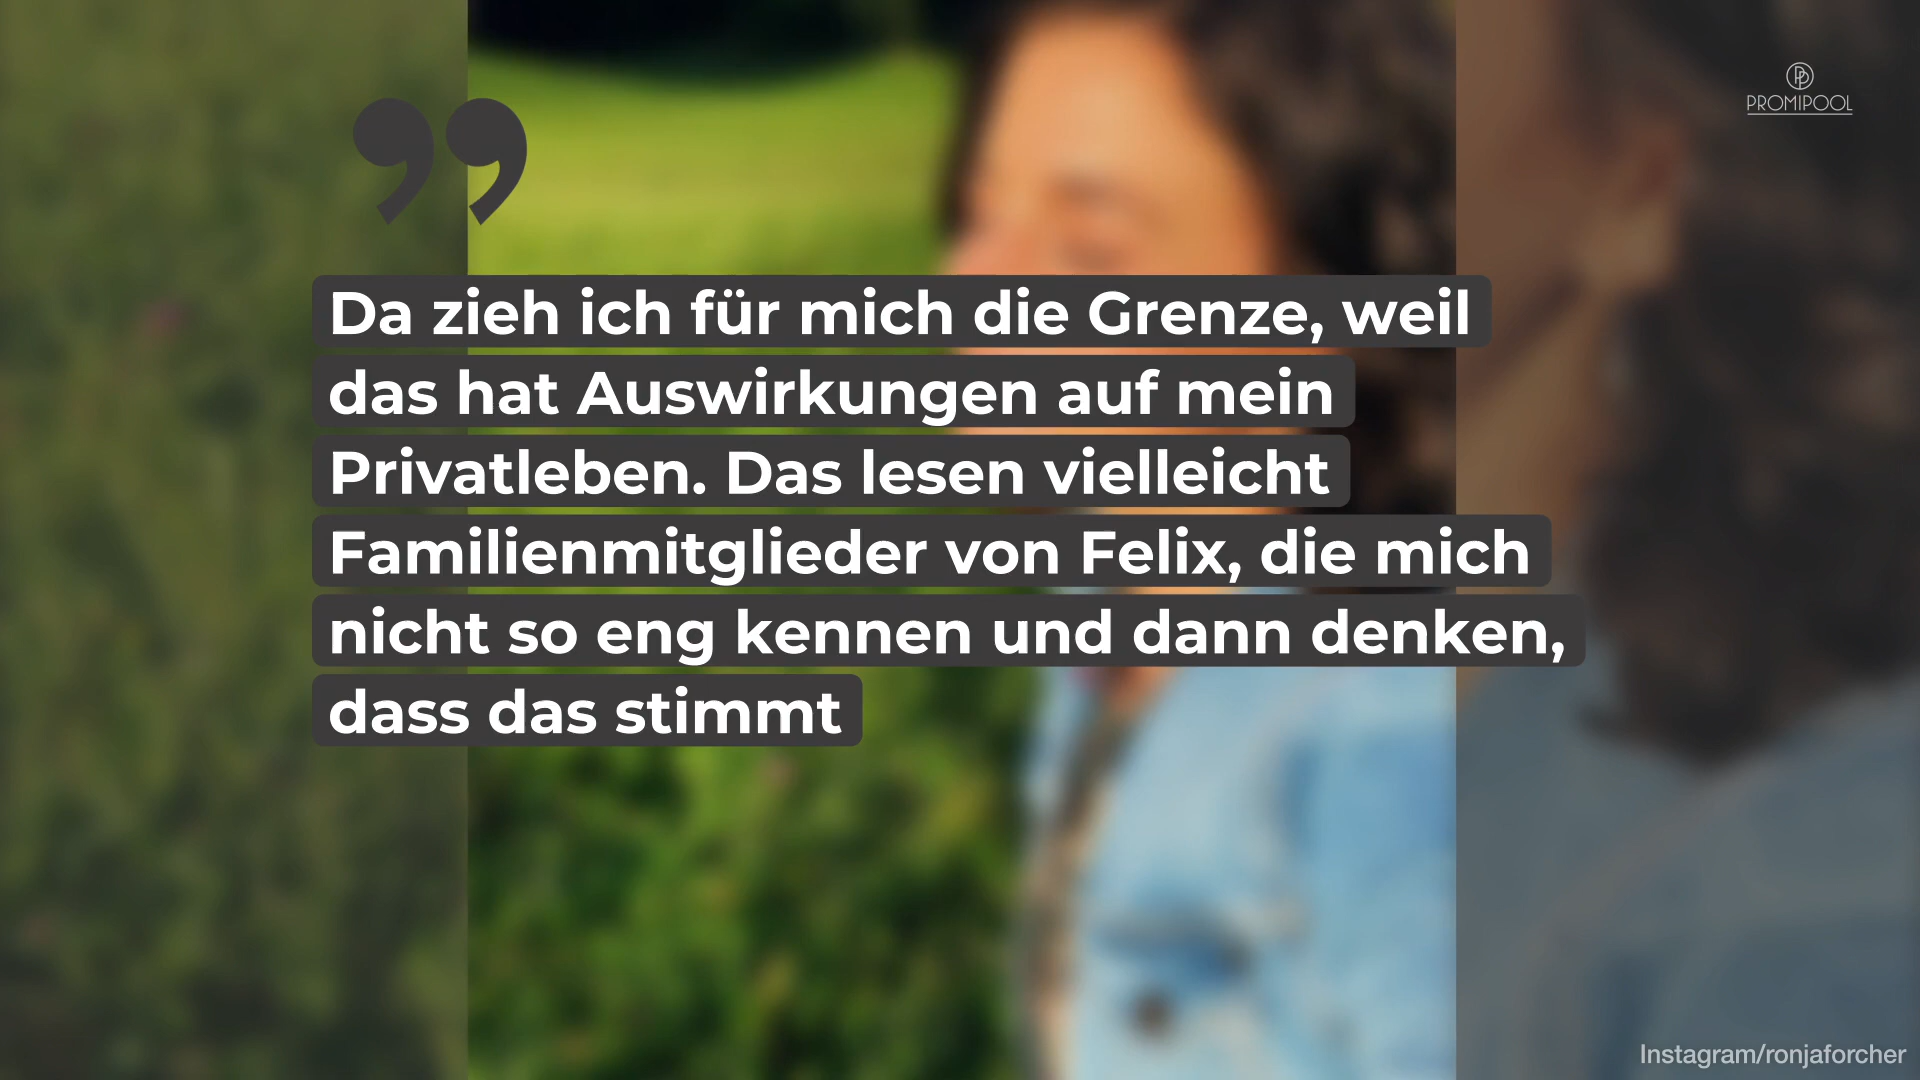 PROMIPOOL
”
Da zieh ich für mich die Grenze, weil
das hat Auswirkungen auf mein
Privatleben. Das lesen vielleicht
Familienmitglieder von Felix, die mich
nicht so eng kennen und dann denken,
dass das stimmt
Instagram/ronjaforcher